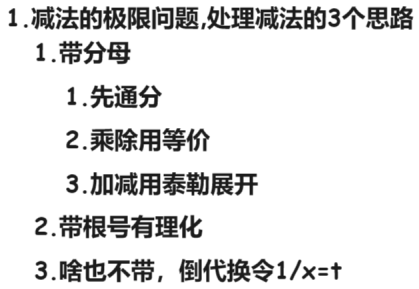 1.减法的极限问题,处理减法的3个思路
1.带分母
1.先通分
2.乘除用等价
3.加减用泰勒展开
2.带根号有理化
3.啥也不带，倒代换令1/x=t